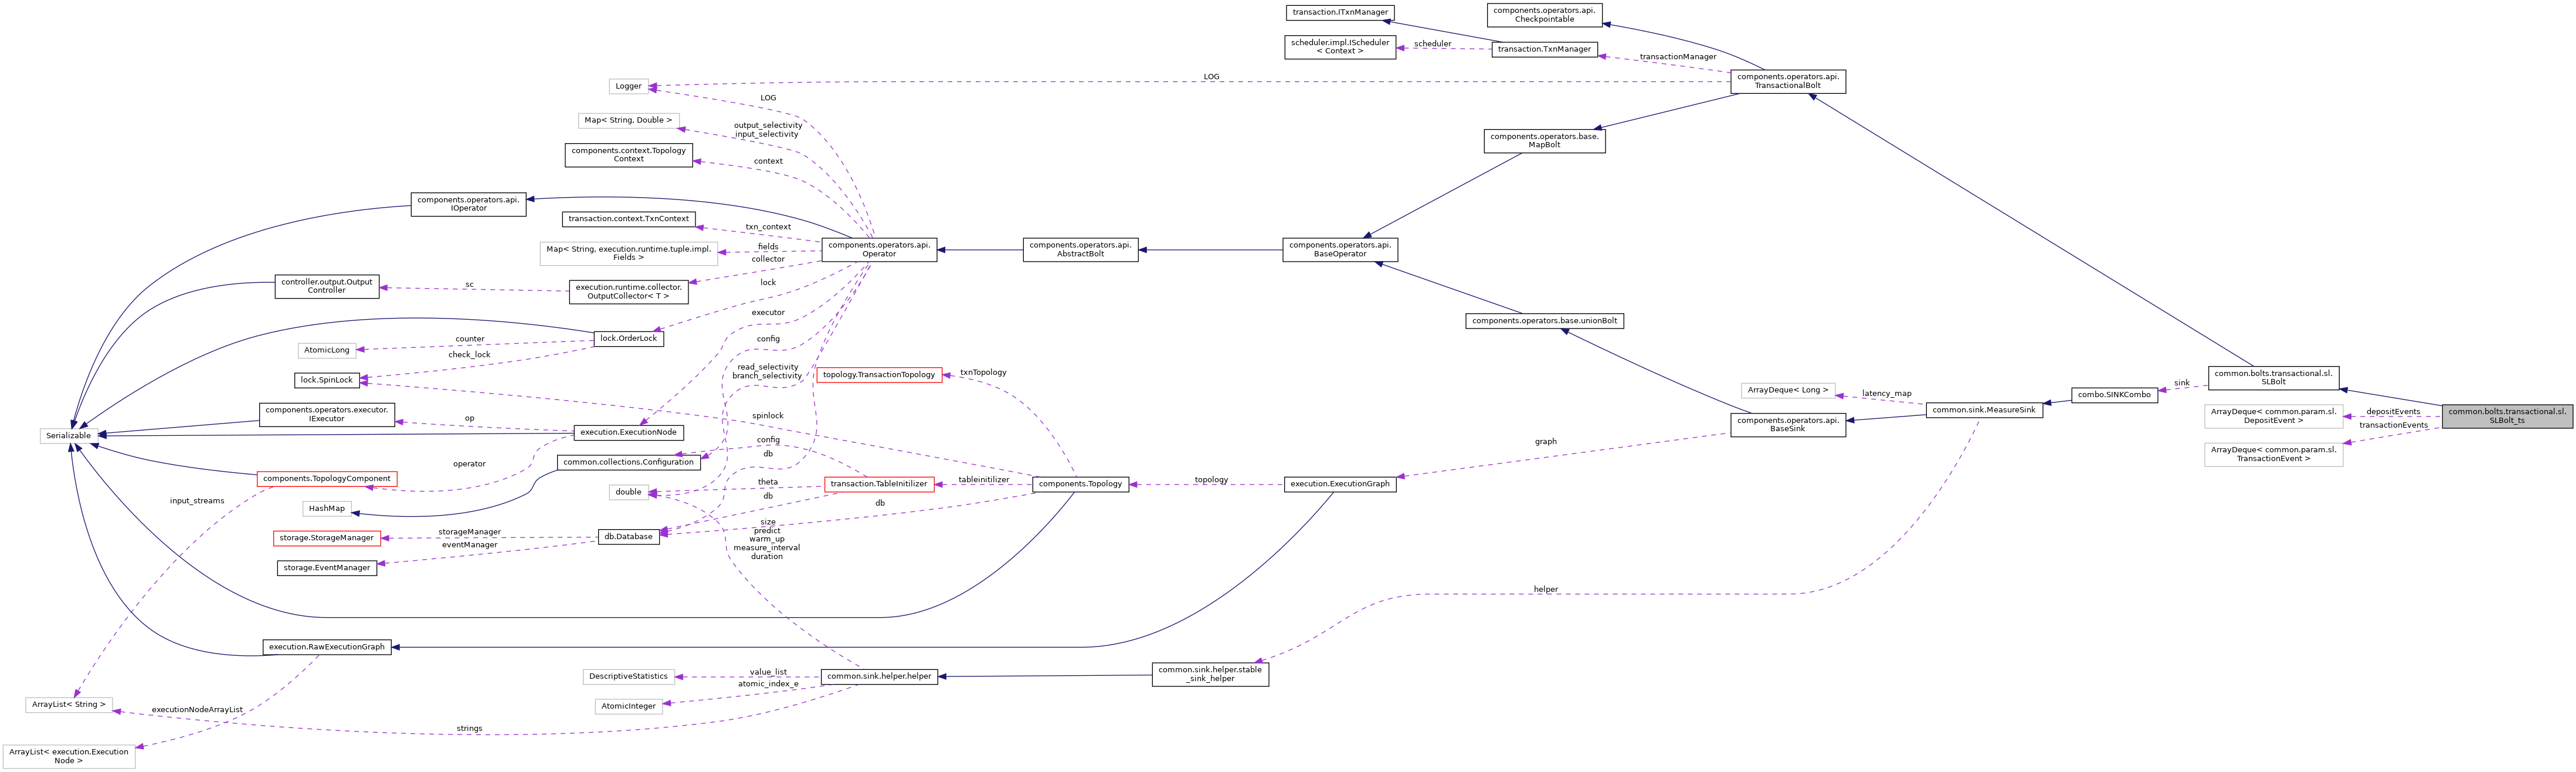 transaction.ITxnManager
components.operators.api.
Checkpointable
scheduler.impl.IScheduler
< Context >
scheduler
transaction.TxnManager
transactionManager
components.operators.api.
TransactionalBolt
LOG
Logger
LOG
Map< String, Double >
output_selectivity
input_selectivity
components.operators.base.
MapBolt
components.context.Topology
Context
context
components.operators.api.
IOperator
transaction.context.TxnContext
txn_context
Map< String, execution.runtime.tuple.impl.
Fields >
fields
collector
components.operators.api.
Operator
components.operators.api.
AbstractBolt
components.operators.api.
BaseOperator
controller.output.Output
Controller
sc
execution.runtime.collector.
OutputCollector< T >
lock
executor
components.operators.base.unionBolt
lock.OrderLock
counter
AtomicLong
check_lock
config
lock.SpinLock
read_selectivity
branch_selectivity
topology.TransactionTopology
txnTopology
common.bolts.transactional.sl.
SLBolt
sink
combo.SINKCombo
ArrayDeque< Long >
latency_map
common.sink.MeasureSink
ArrayDeque< common.param.sl.
DepositEvent >
depositEvents
transactionEvents
common.bolts.transactional.sl.
SLBolt_ts
components.operators.executor.
IExecutor
op
spinlock
components.operators.api.
BaseSink
Serializable
execution.ExecutionNode
config
graph
ArrayDeque< common.param.sl.
TransactionEvent >
db
common.collections.Configuration
operator
components.TopologyComponent
theta
transaction.TableInitilizer
tableinitilizer
components.Topology
topology
execution.ExecutionGraph
double
db
db
input_streams
HashMap
storage.StorageManager
storageManager
db.Database
eventManager
size
predict
warm_up
measure_interval
duration
storage.EventManager
helper
execution.RawExecutionGraph
DescriptiveStatistics
value_list
common.sink.helper.helper
common.sink.helper.stable
_sink_helper
atomic_index_e
AtomicInteger
ArrayList< String >
executionNodeArrayList
strings
ArrayList< execution.Execution
Node >